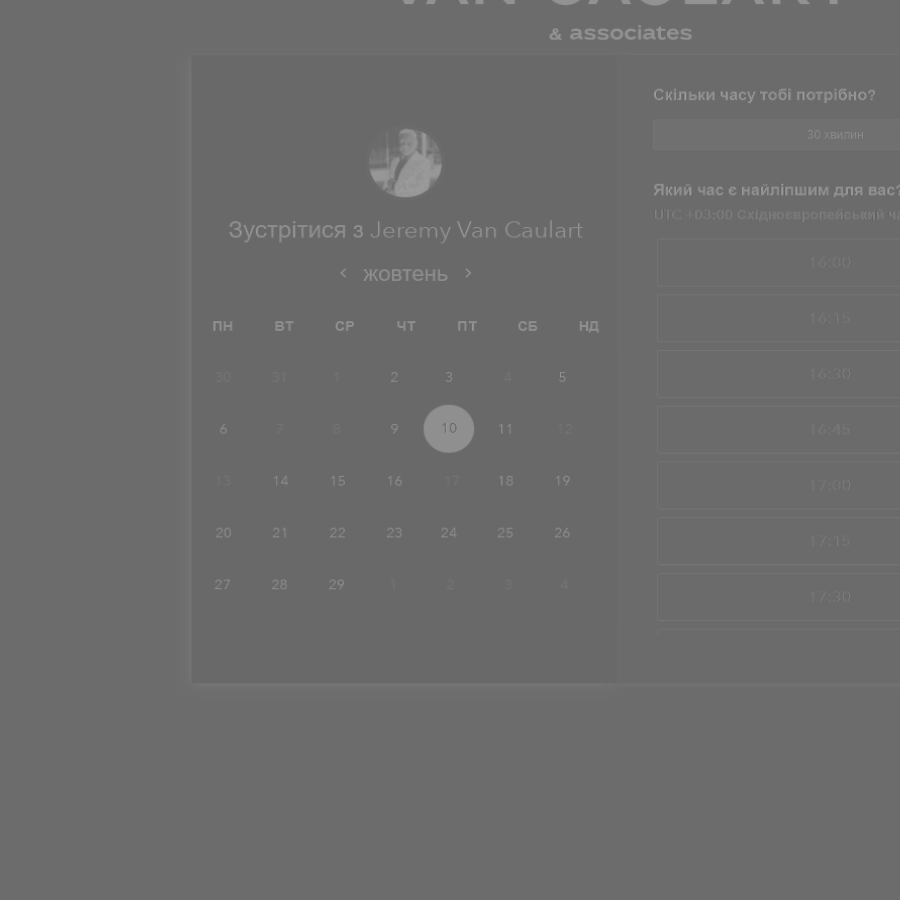 VAN CAULART
& associates
Зустрітися з Jeremy Van Caulart
жовтень
ПН ВТ СР ЧТ ПТ СБ НД
30 31 1 2 3 4 5
6 7 8 9 10 11 12
13 14 15 16 17 18 19
20 21 22 23 24 25 26
27 28 29 1 2 3 4
Скільки часу тобі потрібно?
30 хвилин
Який час є найліпшим для вас?
UTC +03:00 Східноєвропейський
16:00
16:15
16:30
16:45
17:00
17:15
17:30